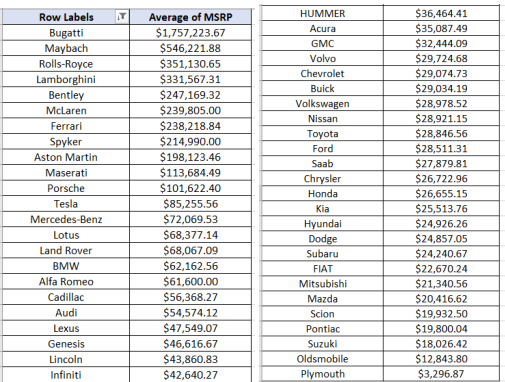 Row Labels Average of MSRP
Bugatti $1,757,223.67
Maybach $546,221.88
Rolls-Royce $351,130.65
Lamborghini $331,567.31
Bentley $247,169.32
McLaren $239,805.00
Ferrari $238,218.84
Spyker $214,990.00
Aston Martin $198,123.46
Maserati $113,684.49
Porsche $101,622.40
Tesla $85,255.56
Mercedes-Benz $72,069.53
Lotus $68,377.14
Land Rover $68,067.09
BMW $62,162.56
Alfa Romeo $61,600.00
Cadillac $56,368.27
Audi $54,574.12
Lexus $47,549.07
Genesis $46,616.67
Lincoln $43,860.83
Infiniti $42,640.27
HUMMER $36,464.41
Acura $35,087.49
GMC $32,444.09
Volvo $29,724.68
Chevrolet $29,074.73
Buick $29,034.19
Volkswagen $28,978.52
Nissan $28,921.15
Toyota $28,846.56
Ford $28,511.31
Saab $27,879.81
Chrysler $26,722.96
Honda $26,655.15
Kia $25,513.76
Hyundai $24,926.26
Dodge $24,857.05
Subaru $24,240.67
FIAT $22,670.24
Mitsubishi $21,340.56
Mazda $20,416.62
Scion $19,932.50
Pontiac $19,800.04
Suzuki $18,026.42
Oldsmobile $12,843.80
Plymouth $3,296.87